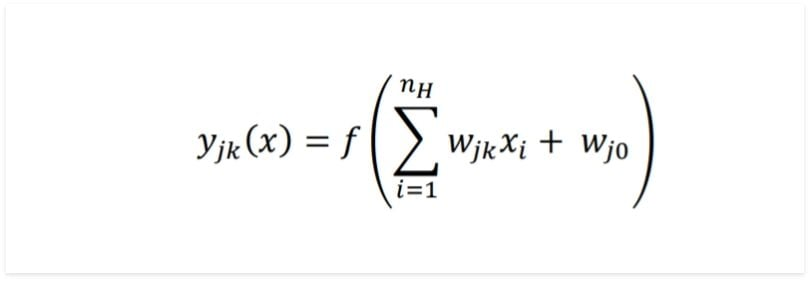 y_{jk}(x) = f\left(\sum_{i=1}^{n_H} w_{jk}x_i + w_{j0}\right)